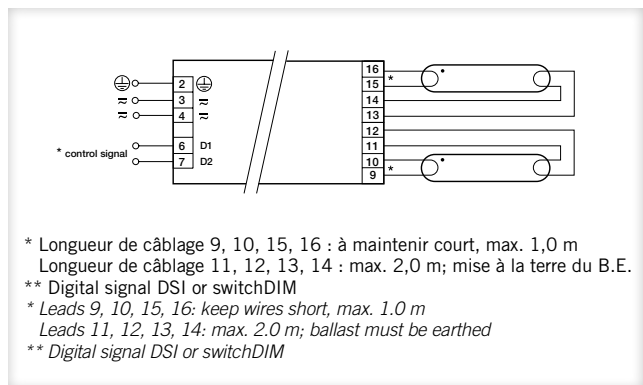 16
* 
15
14
13
12
11
10
* 
9
2
3 =
4 =
6 D1
7 D2
* control signal
* Longueur de câblage 9, 10, 15, 16 : à maintenir court, max. 1,0 m
Longueur de câblage 11, 12, 13, 14 : max. 2,0 m; mise à la terre du B.E.
** Digital signal DSI or switchDIM
* Leads 9, 10, 15, 16: keep wires short, max. 1.0 m
Leads 11, 12, 13, 14: max. 2.0 m; ballast must be earthed
** Digital signal DSI or switchDIM